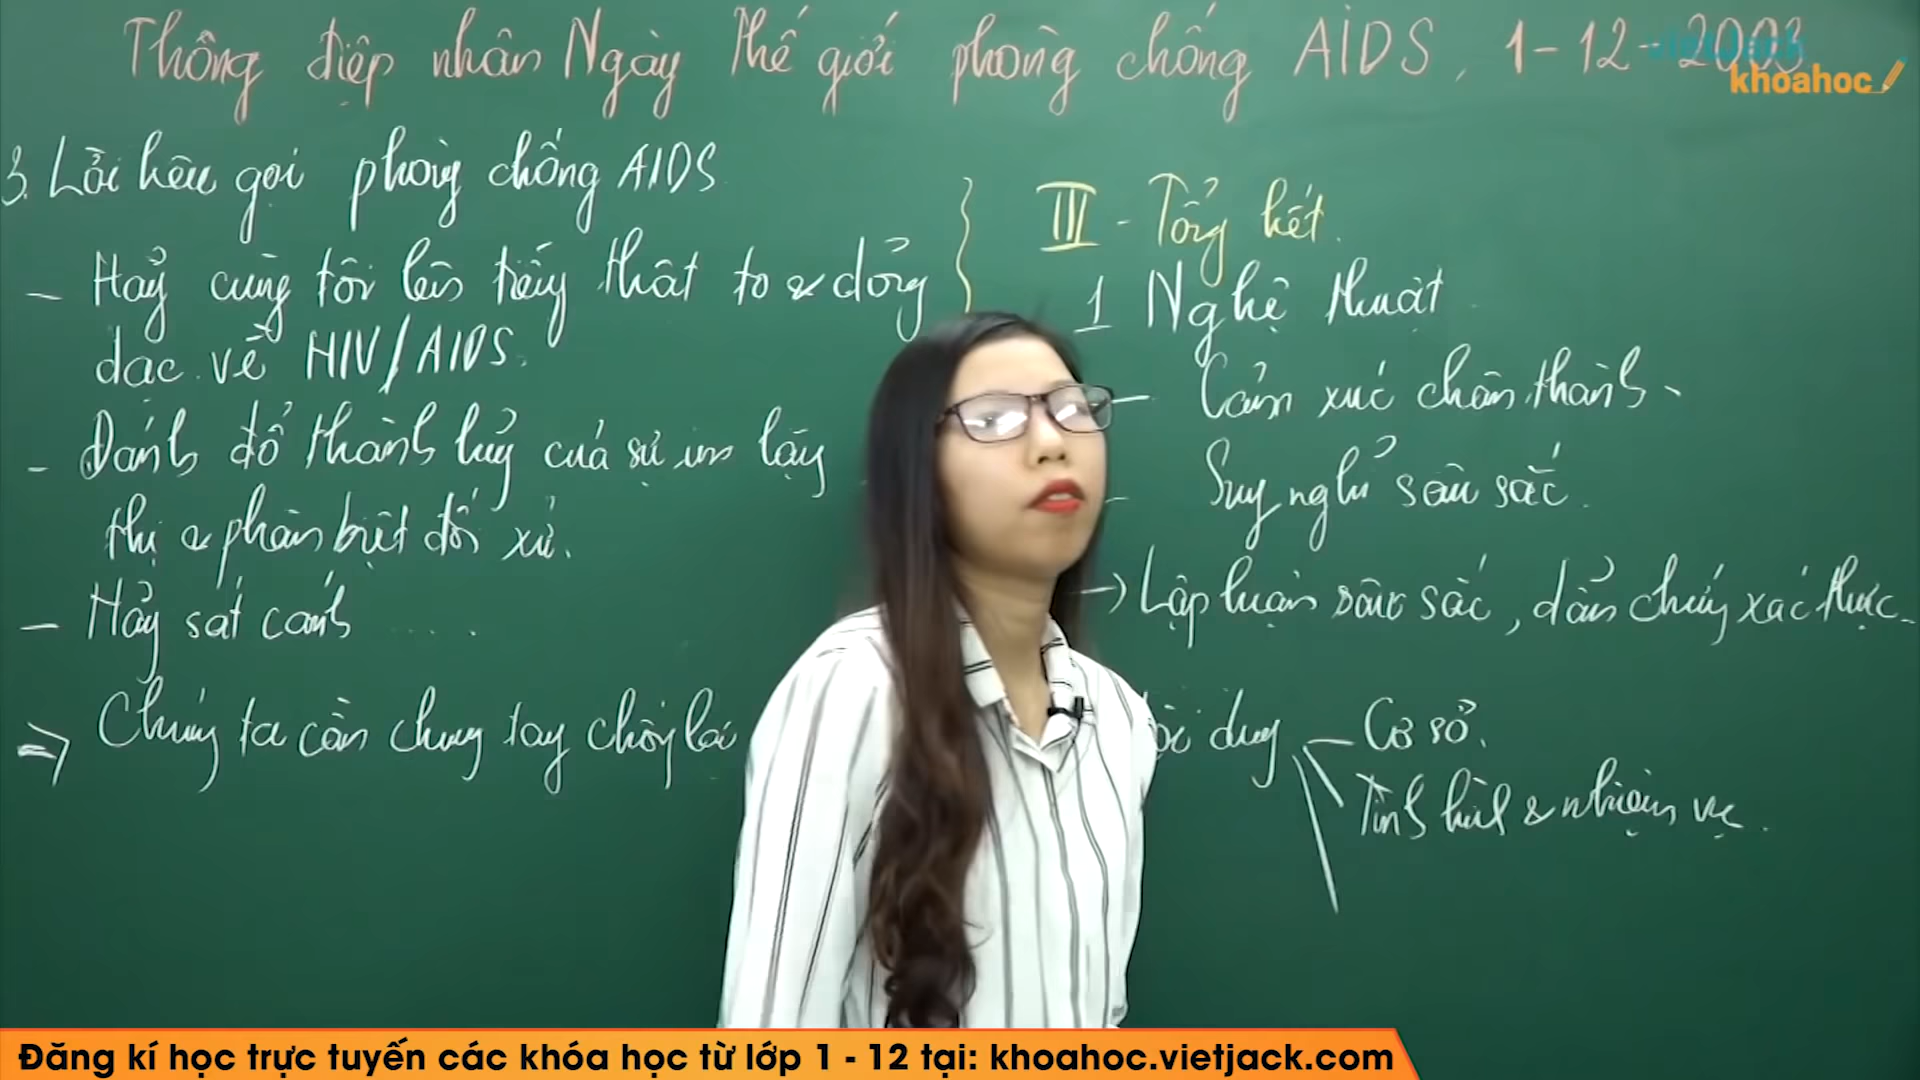 Thông điệp nhân Ngày thế giới phòng chống AIDS, 1-12-2003
vietjack
khoahoc
3. Lời kêu gọi phòng chống AIDS
- Hãy cùng tôi lên tiếng thật to & dõng
dạc về HIV/AIDS.
- Đánh đổ thành lũy của sự im lặng
thị & phân biệt đối xử.
- Hãy sát cánh .....
=> Chúng ta cần chung tay chống lại
III - Tổng kết.
1 Nghệ thuật
- Cảm xúc chân thành
- Suy nghĩ sâu sắc.
-> Lập luận sâu sắc, dẫn chứng xác thực.
dung
- Cơ sở.
Tình hình & nhiệm vụ.
Đăng kí học trực tuyến các khóa học từ lớp 1 - 12 tại: khoahoc.vietjack.com